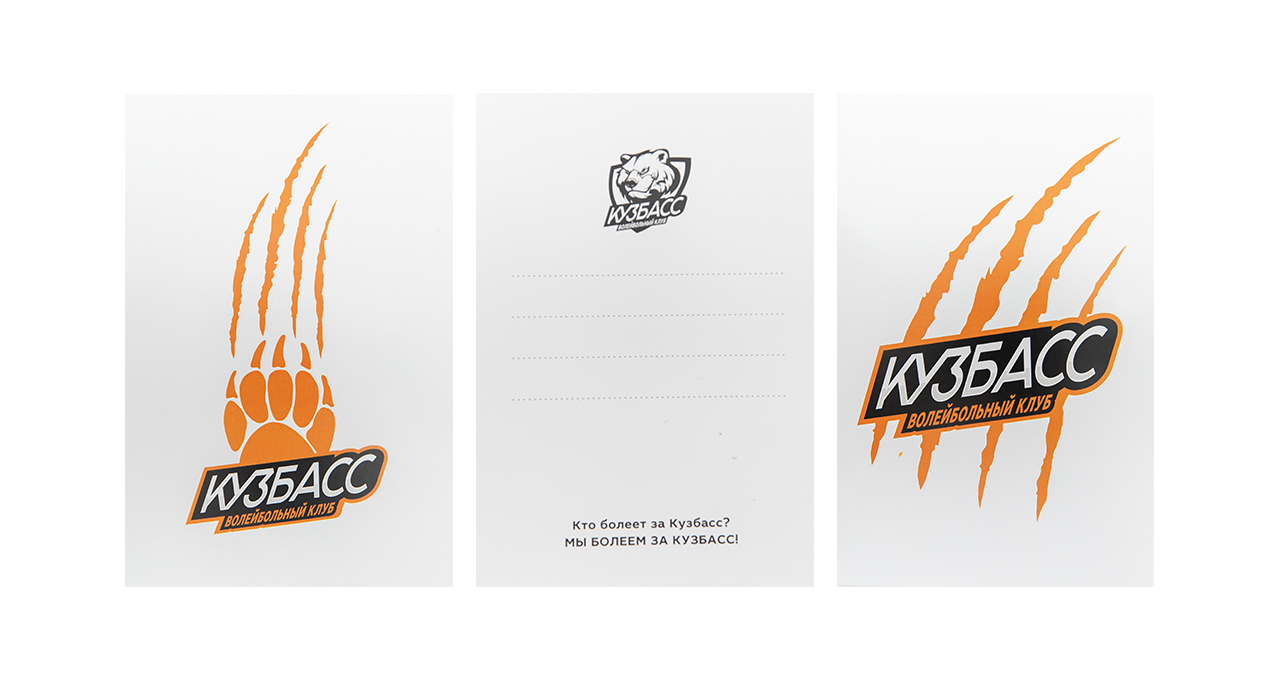 КУЗБАСС
ВОЛЕЙБОЛЬНЫЙ КЛУБ
КУЗБАСС
ВОЛЕЙБОЛЬНЫЙ КЛУБ
Кто болеет за Кузбасс?
МЫ БОЛЕЕМ ЗА КУЗБАСС!
КУЗБАСС
ВОЛЕЙБОЛЬНЫЙ КЛУБ